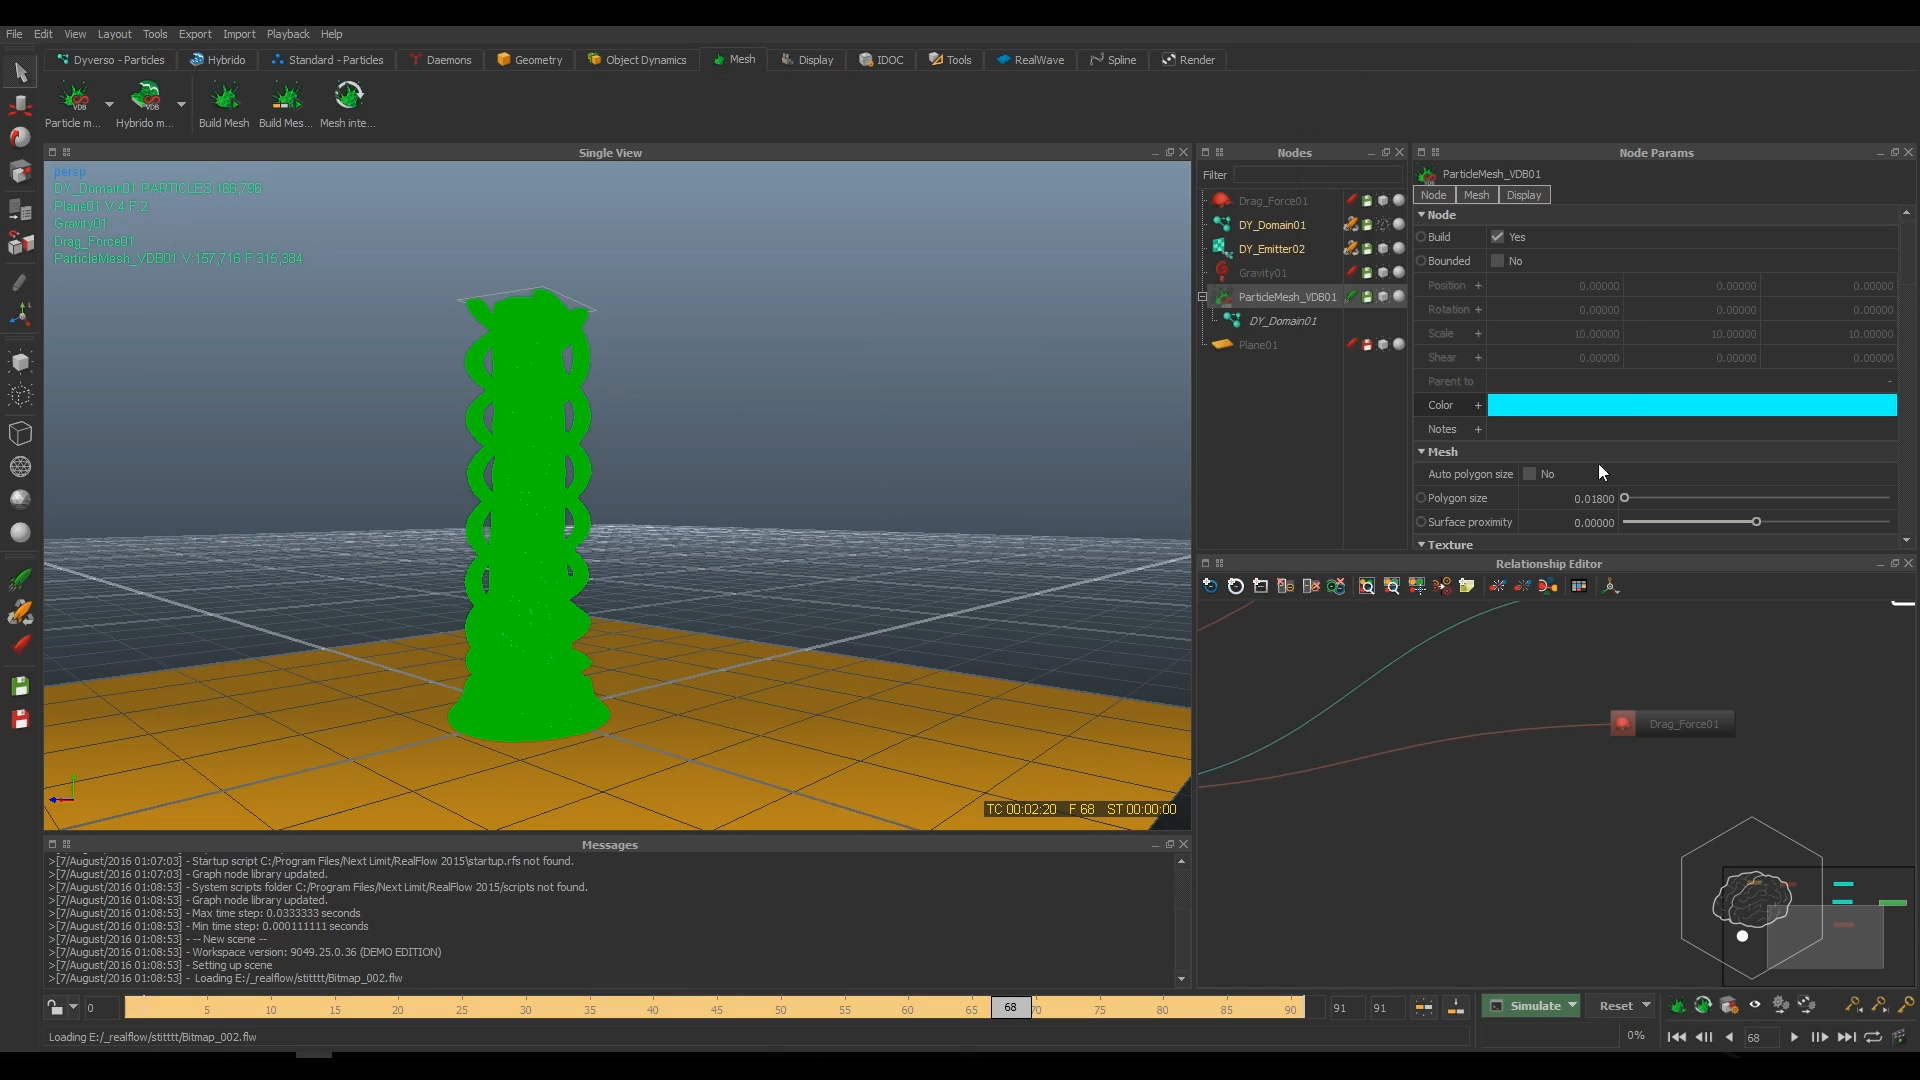 File Edit View Layout Tools Export Import Playback Help
Dyverso - Particles Hybrido Standard - Particles Daemons Geometry Object Dynamics Mesh Display IDOC Tools RealWave Spline Render
Particle m... Hybrido m... Build Mesh Build Mes... Mesh inte...
Single View
persp
DY_Domain01 PARTICLES:166,796
Plane01 V:4 F:2
Gravity01
Drag_Force01
ParticleMesh_VDB01 V:157,716 F:315,384
TC 00:02:20 F 68 ST 00:00:00
Nodes
Filter
Drag_Force01
DY_Domain01
DY_Emitter02
Gravity01
ParticleMesh_VDB01
DY_Domain01
Plane01
Node Params
ParticleMesh_VDB01
Node Mesh Display
Node
Build Yes
Bounded No
Position + 0.00000 0.00000 0.00000
Rotation + 0.00000 0.00000 0.00000
Scale + 10.00000 10.00000 10.00000
Shear + 0.00000 0.00000 0.00000
Parent to -
Color +
Notes +
Mesh
Auto polygon size No
Polygon size 0.01800
Surface proximity 0.00000
Texture
Relationship Editor
Drag_Force01
Messages
>[7/August/2016 01:07:03] - Startup script C:/Program Files/Next Limit/RealFlow 2015\startup.rfs not found.
>[7/August/2016 01:07:03] - Graph node library updated.
>[7/August/2016 01:08:53] - System scripts folder C:/Program Files/Next Limit/RealFlow 2015/scripts not found.
>[7/August/2016 01:08:53] - Graph node library updated.
>[7/August/2016 01:08:53] - Max time step: 0.0333333 seconds
>[7/August/2016 01:08:53] - Min time step: 0.000111111 seconds
>[7/August/2016 01:08:53] - -- New scene --
>[7/August/2016 01:08:53] - Workspace version: 9049.25.0.36 (DEMO EDITION)
>[7/August/2016 01:08:53] - Setting up scene
>[7/August/2016 01:08:53] - Loading E:/_realflow/stitttt/Bitmap_002.flw
0 5 10 15 20 25 30 35 40 45 50 55 60 65 68 70 75 80 85 90 91 91
Simulate Reset
Loading E:/_realflow/stitttt/Bitmap_002.flw
0% 68